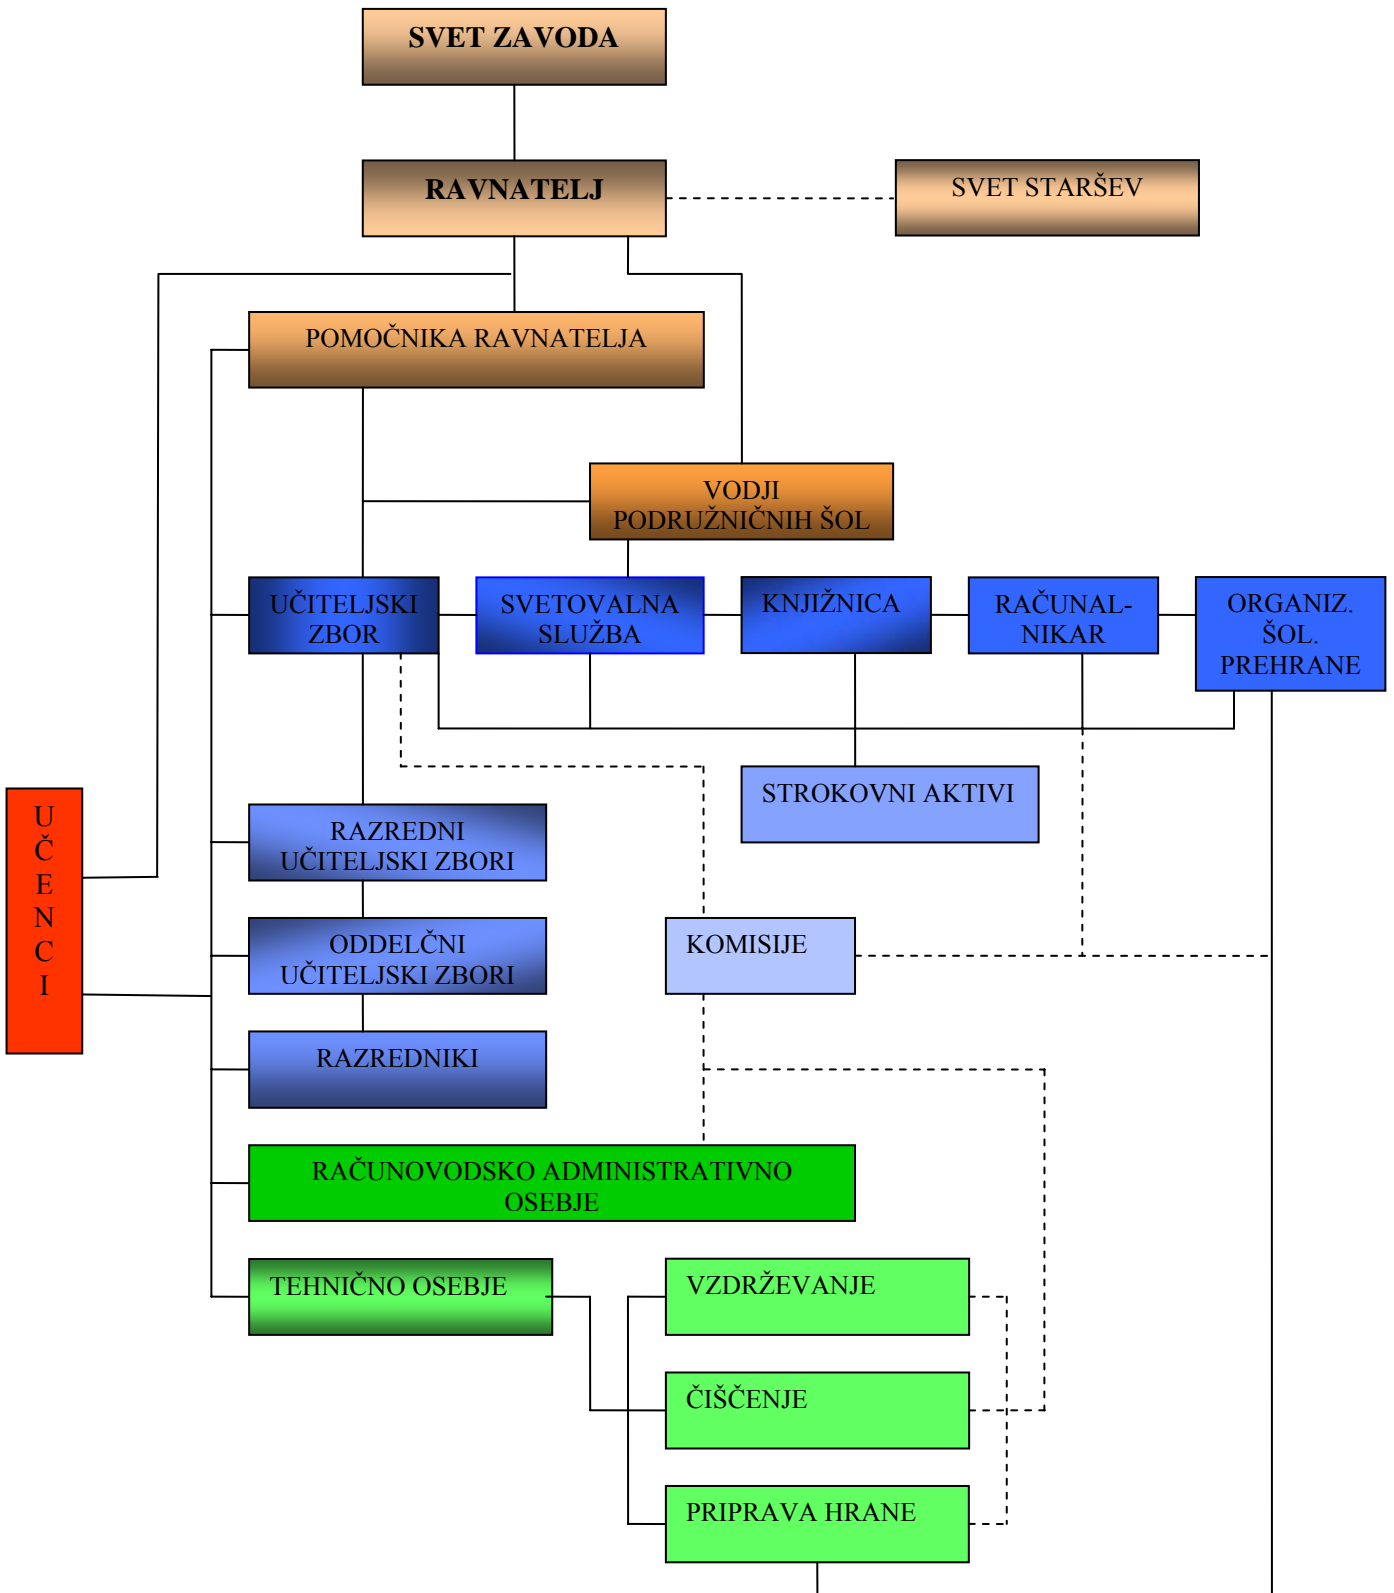 SVET ZAVODA
RAVNATELJ
SVET STARŠEV
POMOČNIKA RAVNATELJA
VODJI
PODRUŽNIČNIH ŠOL
UČITELJSKI
ZBOR
SVETOVALNA
SLUŽBA
KNJIŽNICA
RAČUNAL-
NIKAR
ORGANIZ.
ŠOL.
PREHRANE
STROKOVNI AKTIVI
U
Č
E
N
C
I
RAZREDNI
UČITELJSKI ZBORI
ODDELČNI
UČITELJSKI ZBORI
KOMISIJE
RAZREDNIKI
RAČUNOVODSKO ADMINISTRATIVNO
OSEBJE
TEHNIČNO OSEBJE
VZDRŽEVANJE
ČIŠČENJE
PRIPRAVA HRANE